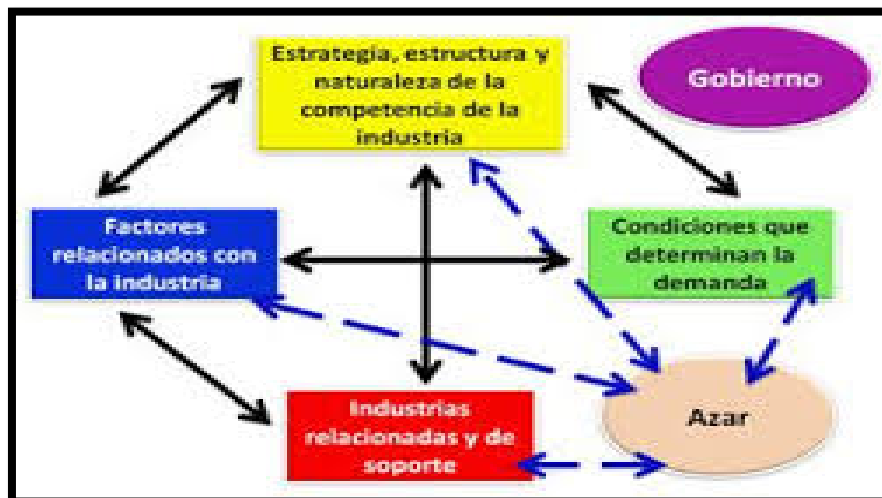 Estrategia, estructura y
naturaleza de la
competencia de la
industria
Gobierno
Factores
relacionados con
la industria
Condiciones que
determinan la
demanda
Industrias
relacionadas y de
soporte
Azar